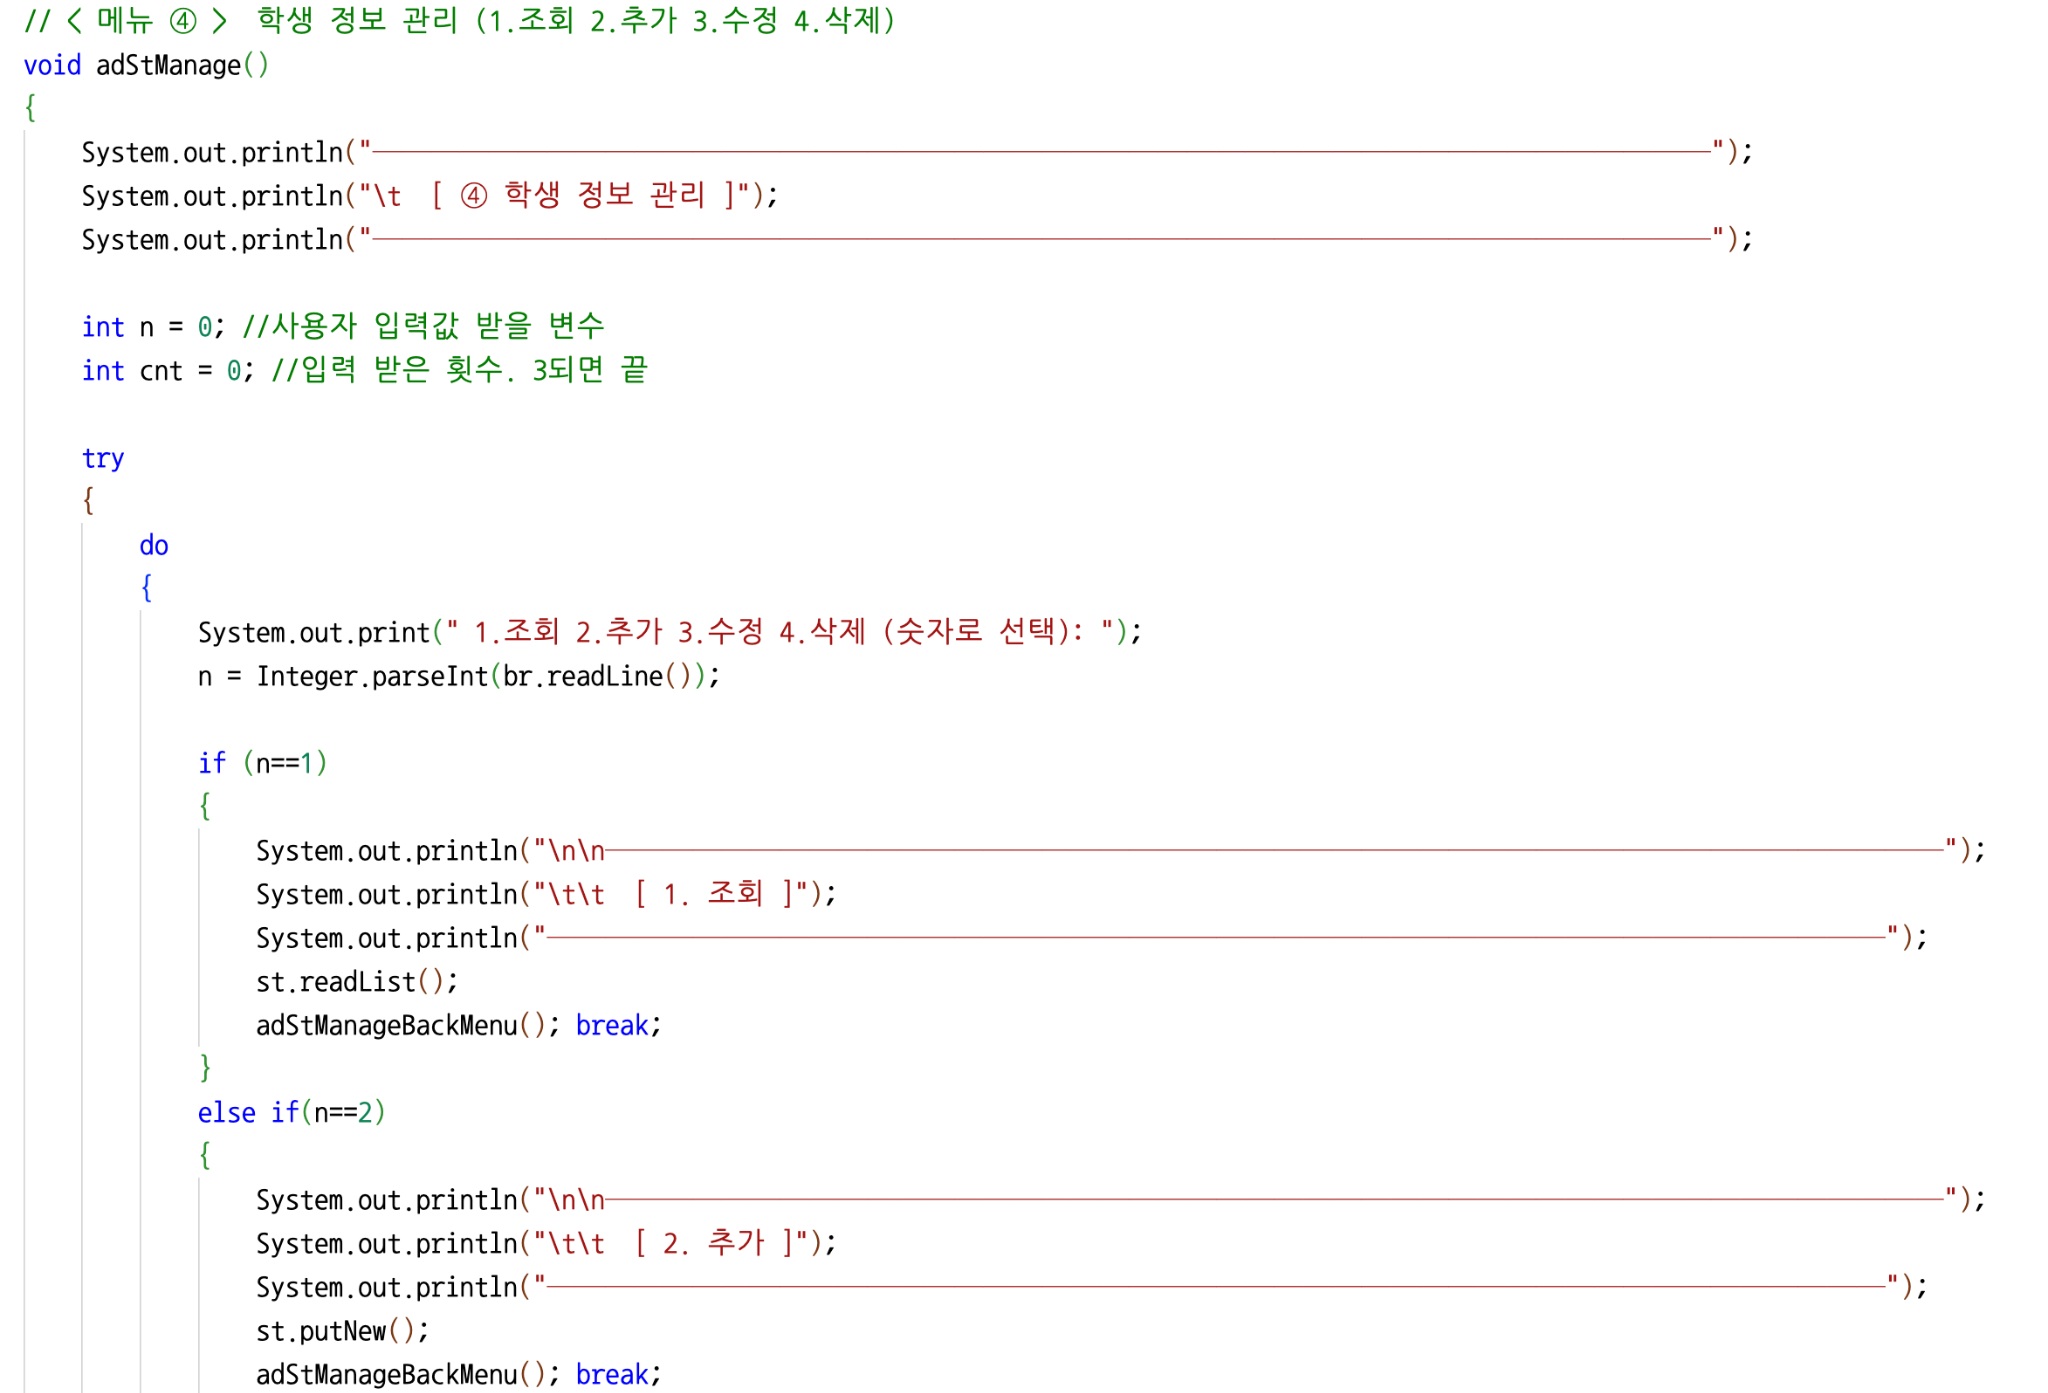 // < 메뉴 ④ >  학생 정보 관리 (1.조회 2.추가 3.수정 4.삭제)
void adStManage()
{
    System.out.println("────────────────────────────────────────────────");
    System.out.println("\t  [ ④ 학생 정보 관리 ]");
    System.out.println("────────────────────────────────────────────────");

    int n = 0; //사용자 입력값 받을 변수
    int cnt = 0; //입력 받은 횟수. 3되면 끝

    try
    {
        do
        {
            System.out.print(" 1.조회 2.추가 3.수정 4.삭제 (숫자로 선택): ");
            n = Integer.parseInt(br.readLine());

            if (n==1)
            {
                System.out.println("\n\n────────────────────────────────────────────────");
                System.out.println("\t\t  [ 1. 조회 ]");
                System.out.println("────────────────────────────────────────────────");
                st.readList();
                adStManageBackMenu(); break;
            }
            else if(n==2)
            {
                System.out.println("\n\n────────────────────────────────────────────────");
                System.out.println("\t\t  [ 2. 추가 ]");
                System.out.println("────────────────────────────────────────────────");
                st.putNew();
                adStManageBackMenu(); break;